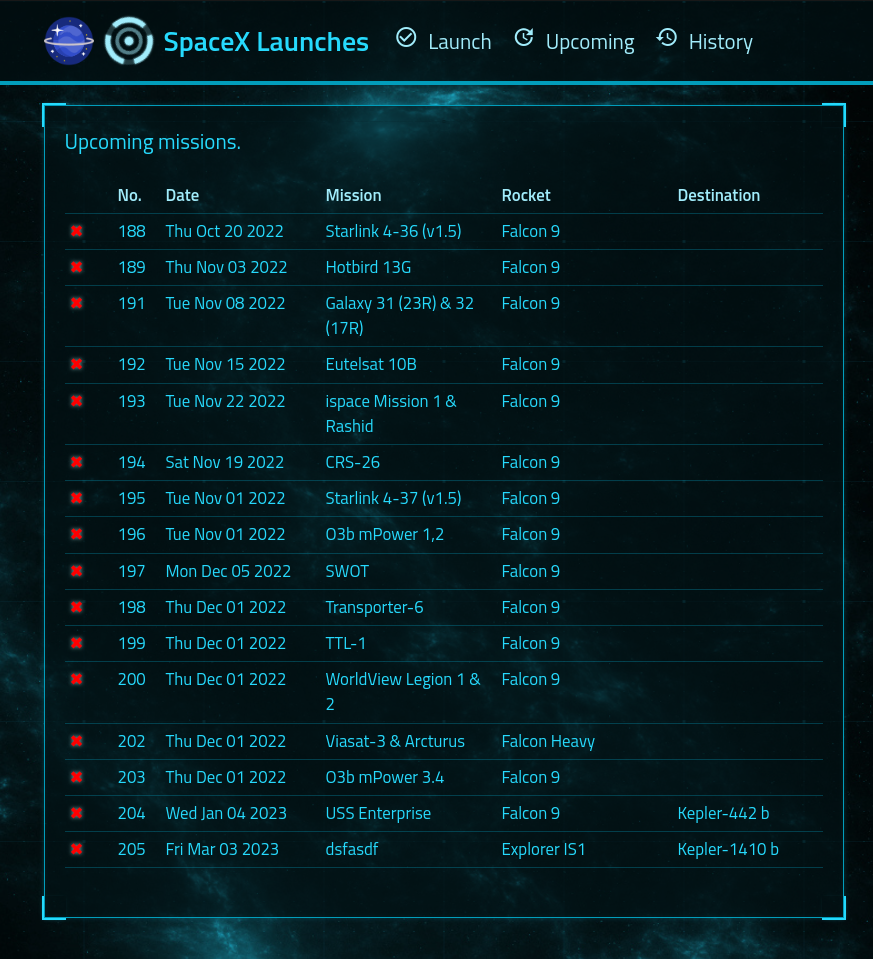 SpaceX Launches Launch Upcoming History
Upcoming missions.
No. Date Mission Rocket Destination
188 Thu Oct 20 2022 Starlink 4-36 (v1.5) Falcon 9
189 Thu Nov 03 2022 Hotbird 13G Falcon 9
191 Tue Nov 08 2022 Galaxy 31 (23R) & 32 Falcon 9
(17R)
192 Tue Nov 15 2022 Eutelsat 10B Falcon 9
193 Tue Nov 22 2022 ispace Mission 1 & Falcon 9
Rashid
194 Sat Nov 19 2022 CRS-26 Falcon 9
195 Tue Nov 01 2022 Starlink 4-37 (v1.5) Falcon 9
196 Tue Nov 01 2022 O3b mPower 1,2 Falcon 9
197 Mon Dec 05 2022 SWOT Falcon 9
198 Thu Dec 01 2022 Transporter-6 Falcon 9
199 Thu Dec 01 2022 TTL-1 Falcon 9
200 Thu Dec 01 2022 WorldView Legion 1 & Falcon 9
2
202 Thu Dec 01 2022 Viasat-3 & Arcturus Falcon Heavy
203 Thu Dec 01 2022 O3b mPower 3.4 Falcon 9
204 Wed Jan 04 2023 USS Enterprise Falcon 9 Kepler-442 b
205 Fri Mar 03 2023 dsfasdf Explorer IS1 Kepler-1410 b